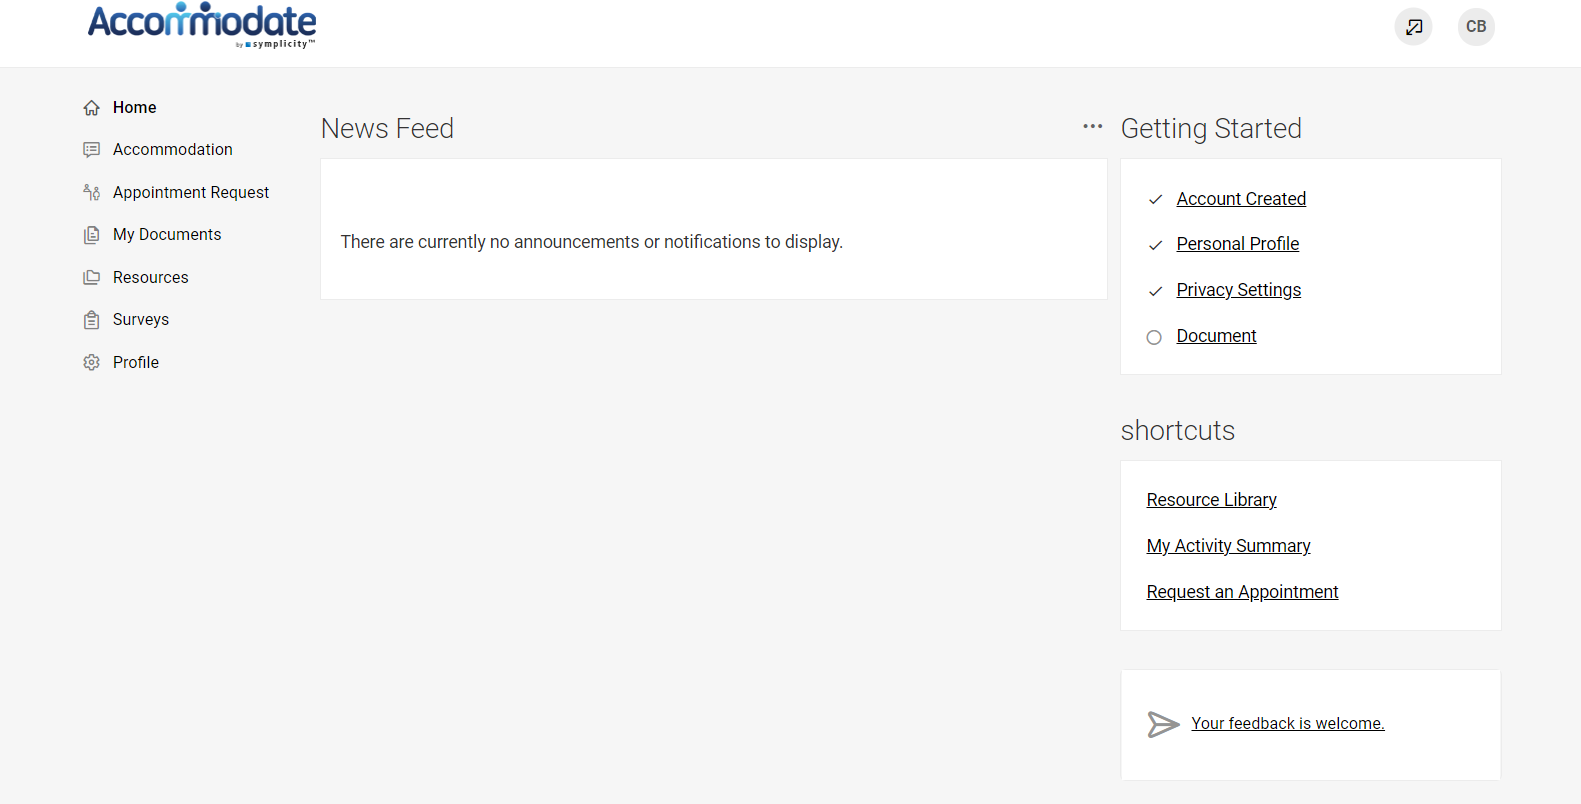 Accommodate
by symplicity™
CB
Home
Accommodation
Appointment Request
My Documents
Resources
Surveys
Profile
News Feed
There are currently no announcements or notifications to display.
Getting Started
Account Created
Personal Profile
Privacy Settings
Document
shortcuts
Resource Library
My Activity Summary
Request an Appointment
Your feedback is welcome.